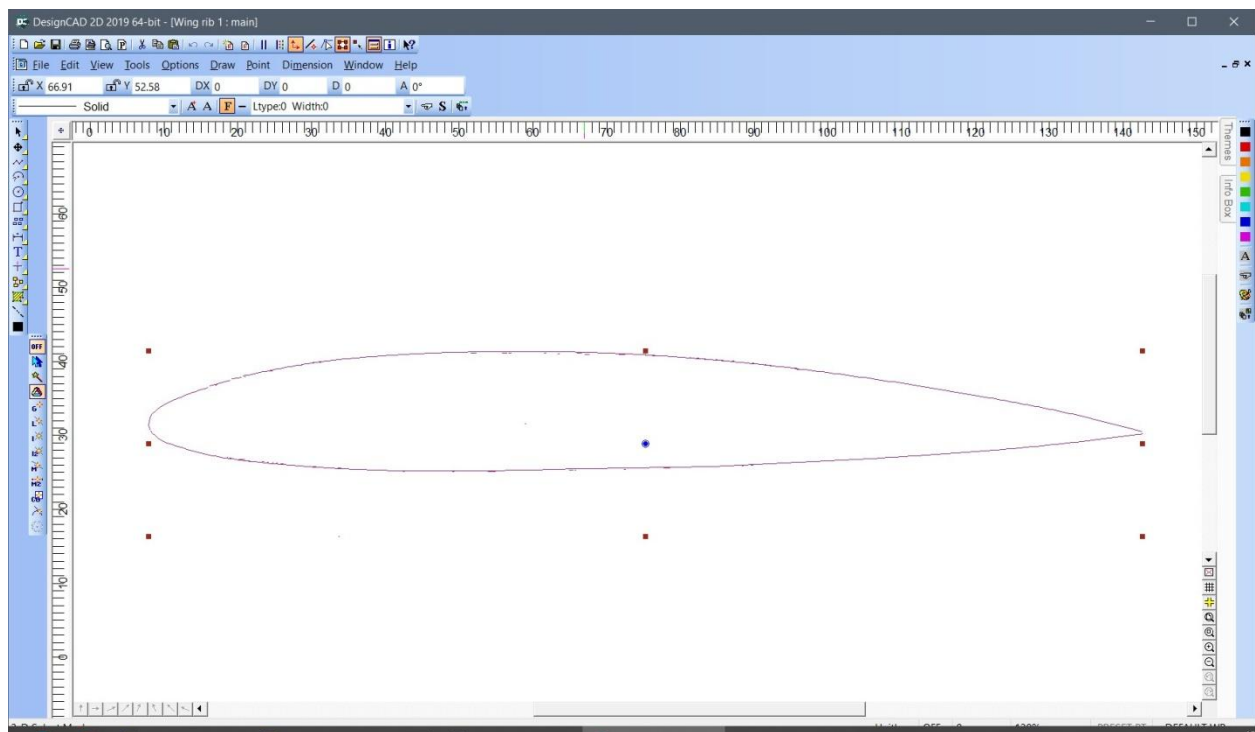 DesignCAD 2D 2019 64-bit - [Wing rib 1 : main]
File Edit View Tools Options Draw Point Dimension Window Help
X 66.91 Y 52.58 DX 0 DY 0 D 0 A 0°
Solid A A F Ltype:0 Width:0 S
0 10 20 30 40 50 60 70 80 90 100 110 120 130 140 150
Themes
Info Box
60
50
40
30
20
10
0
T
A
OFF
G
L
I
I2
M
M2